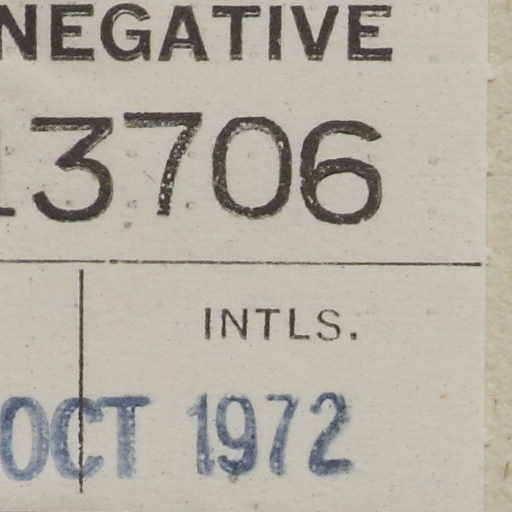 NEGATIVE
13706
INTLS.
OCT 1972